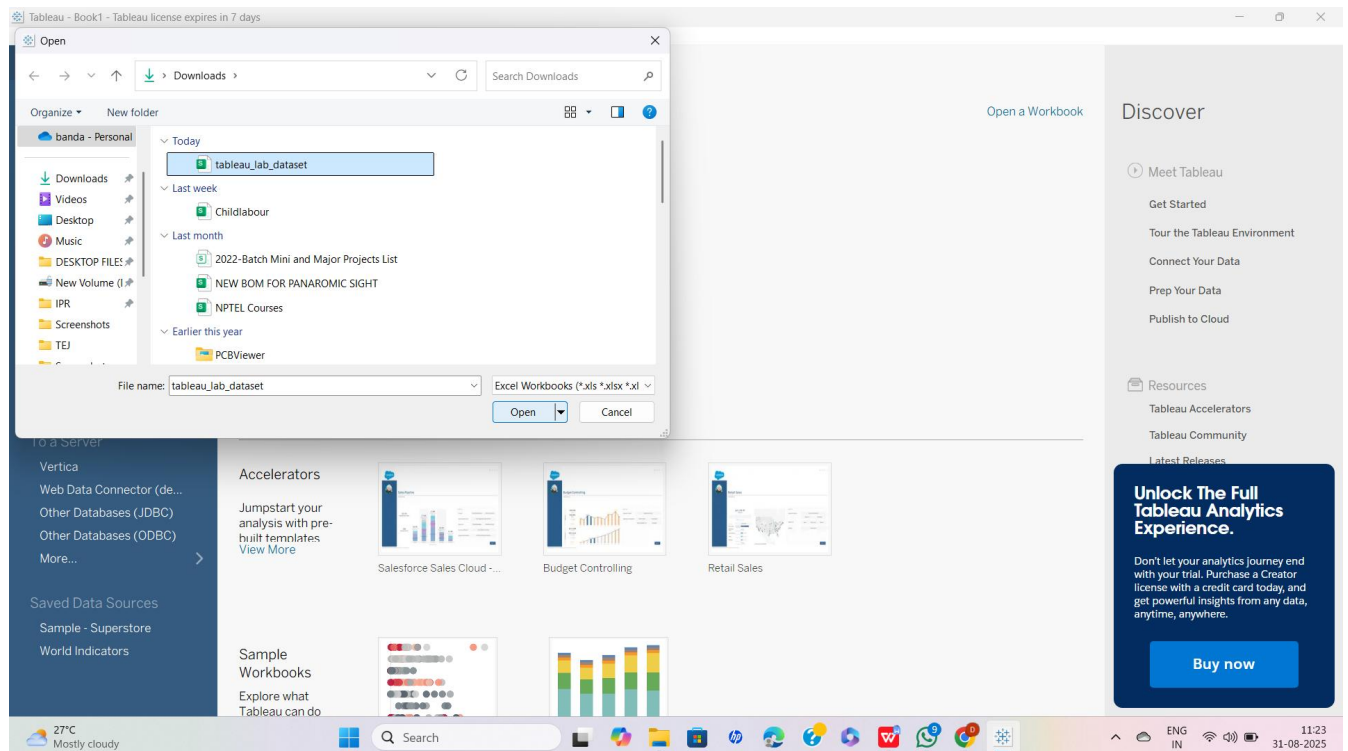 Tableau - Book1 - Tableau license expires in 7 days
Open
Downloads
Search Downloads
Organize
New folder
banda - Personal
Downloads
Videos
Desktop
Music
DESKTOP FILES
New Volume (I
IPR
Screenshots
TEJ
Today
tableau_lab_dataset
Last week
Childlabour
Last month
2022-Batch Mini and Major Projects List
NEW BOM FOR PANAROMIC SIGHT
NPTEL Courses
Earlier this year
PCBViewer
File name:
tableau_lab_dataset
Excel Workbooks (*.xls *.xlsx *.xl
Open
Cancel
Open a Workbook
To a Server
Vertica
Web Data Connector (de...
Other Databases (JDBC)
Other Databases (ODBC)
More...
Saved Data Sources
Sample - Superstore
World Indicators
Accelerators
Jumpstart your
analysis with pre-
built templates
View More
Salesforce Sales Cloud -...
Budget Controlling
Retail Sales
Sample
Workbooks
Explore what
Tableau can do
Discover
Meet Tableau
Get Started
Tour the Tableau Environment
Connect Your Data
Prep Your Data
Publish to Cloud
Resources
Tableau Accelerators
Tableau Community
Latest Releases
Unlock The Full
Tableau Analytics
Experience.
Don't let your analytics journey end
with your trial. Purchase a Creator
license with a credit card today, and
get powerful insights from any data,
anytime, anywhere.
Buy now
27°C
Mostly cloudy
Search
9
ENG
IN
11:23
31-08-2025